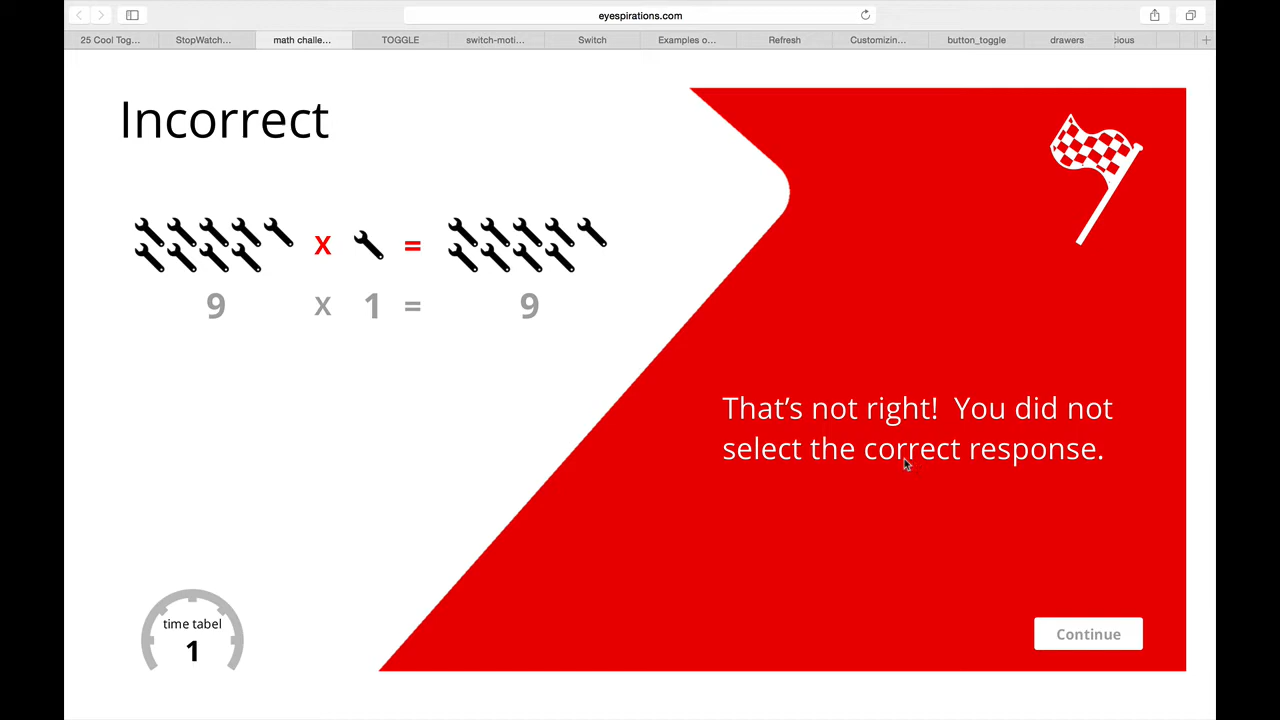 eyespirations.com
25 Cool Tog... StopWatch... math challe... TOGGLE switch-moti... Switch Examples o... Refresh Customizin... button_toggle drawers cious
Incorrect
x =
9 x 1 = 9
That's not right!  You did not
select the correct response.
time tabel
1
Continue